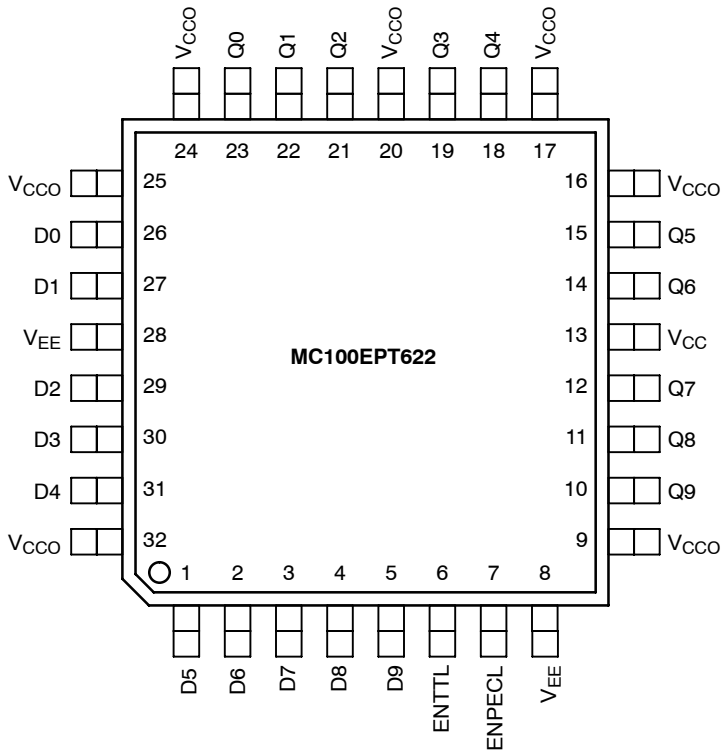 VCCO Q0 Q1 Q2 VCCO Q3 Q4 VCCO
24 23 22 21 20 19 18 17
VCCO 25 16 VCCO
D0 26 15 Q5
D1 27 14 Q6
VEE 28 13 VCC
MC100EPT622
D2 29 12 Q7
D3 30 11 Q8
D4 31 10 Q9
VCCO 32 9 VCCO
1 2 3 4 5 6 7 8
D5 D6 D7 D8 D9 ENTTL ENPECL VEE